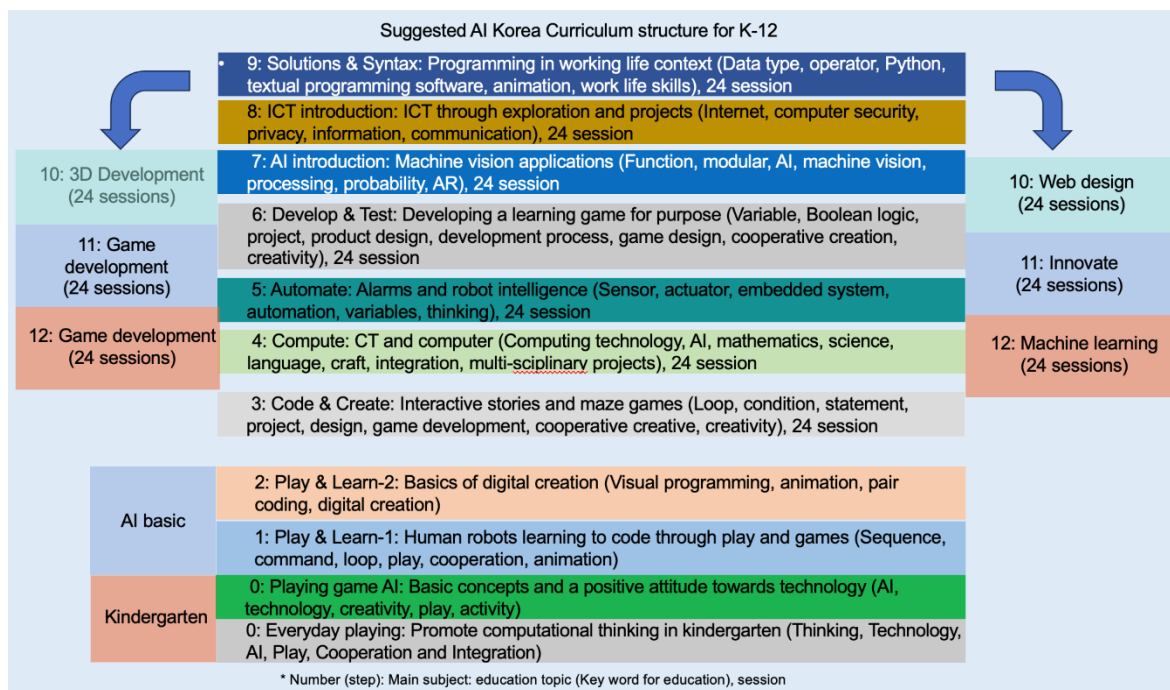 Suggested AI Korea Curriculum structure for K-12
• 9: Solutions & Syntax: Programming in working life context (Data type, operator, Python,
textual programming software, animation, work life skills), 24 session
8: ICT introduction: ICT through exploration and projects (Internet, computer security,
privacy, information, communication), 24 session
7: AI introduction: Machine vision applications (Function, modular, AI, machine vision,
processing, probability, AR), 24 session
6: Develop & Test: Developing a learning game for purpose (Variable, Boolean logic,
project, product design, development process, game design, cooperative creation,
creativity), 24 session
5: Automate: Alarms and robot intelligence (Sensor, actuator, embedded system,
automation, variables, thinking), 24 session
4: Compute: CT and computer (Computing technology, AI, mathematics, science,
language, craft, integration, multi-sciplinary projects), 24 session
3: Code & Create: Interactive stories and maze games (Loop, condition, statement,
project, design, game development, cooperative creative, creativity), 24 session
10: 3D Development
(24 sessions)
11: Game
development
(24 sessions)
12: Game development
(24 sessions)
10: Web design
(24 sessions)
11: Innovate
(24 sessions)
12: Machine learning
(24 sessions)
AI basic
2: Play & Learn-2: Basics of digital creation (Visual programming, animation, pair
coding, digital creation)
1: Play & Learn-1: Human robots learning to code through play and games (Sequence,
command, loop, play, cooperation, animation)
Kindergarten
0: Playing game AI: Basic concepts and a positive attitude towards technology (AI,
technology, creativity, play, activity)
0: Everyday playing: Promote computational thinking in kindergarten (Thinking, Technology,
AI, Play, Cooperation and Integration)
* Number (step): Main subject: education topic (Key word for education), session